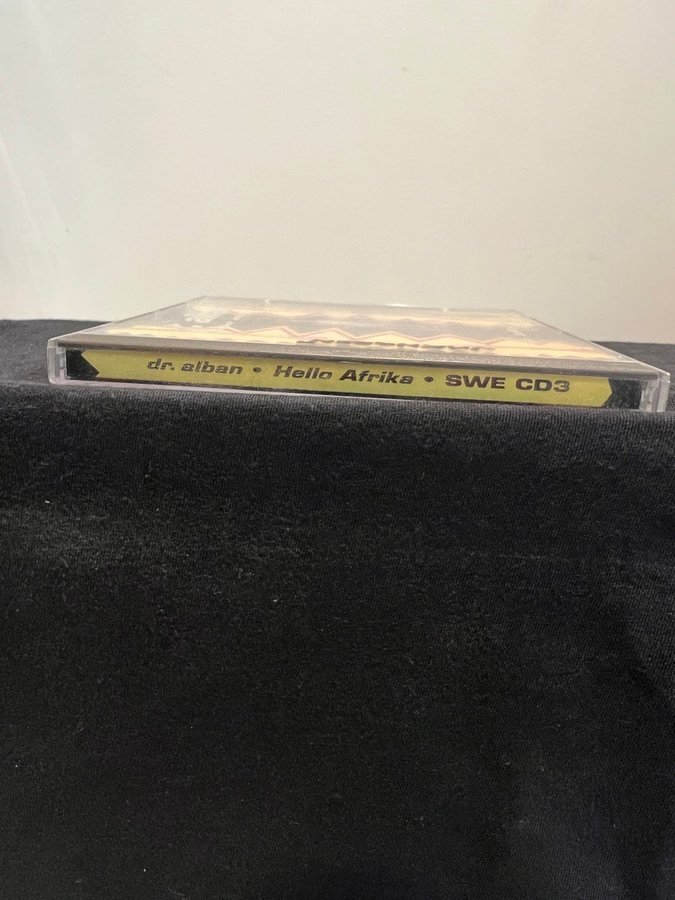 dr. alban • Hello Afrika • SWE CD3